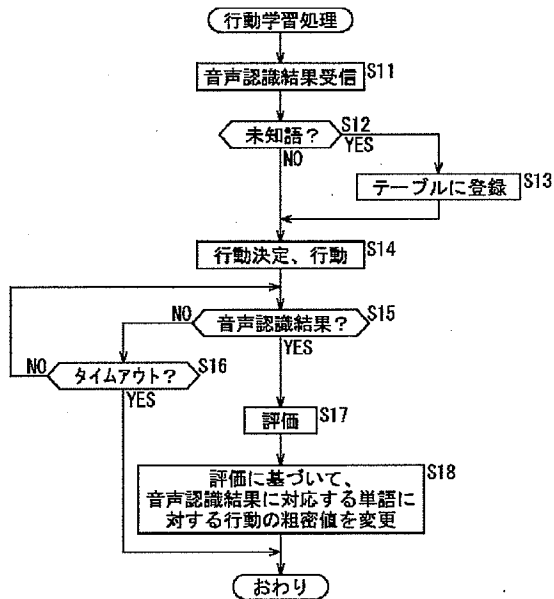 行動学習処理
音声認識結果受信 S11
未知語？ S12
YES
NO
テーブルに登録 S13
行動決定、行動 S14
音声認識結果？ S15
NO
YES
タイムアウト？ S16
NO
YES
評価 S17
評価に基づいて、 S18
音声認識結果に対応する単語に
対する行動の粗密値を変更
おわり